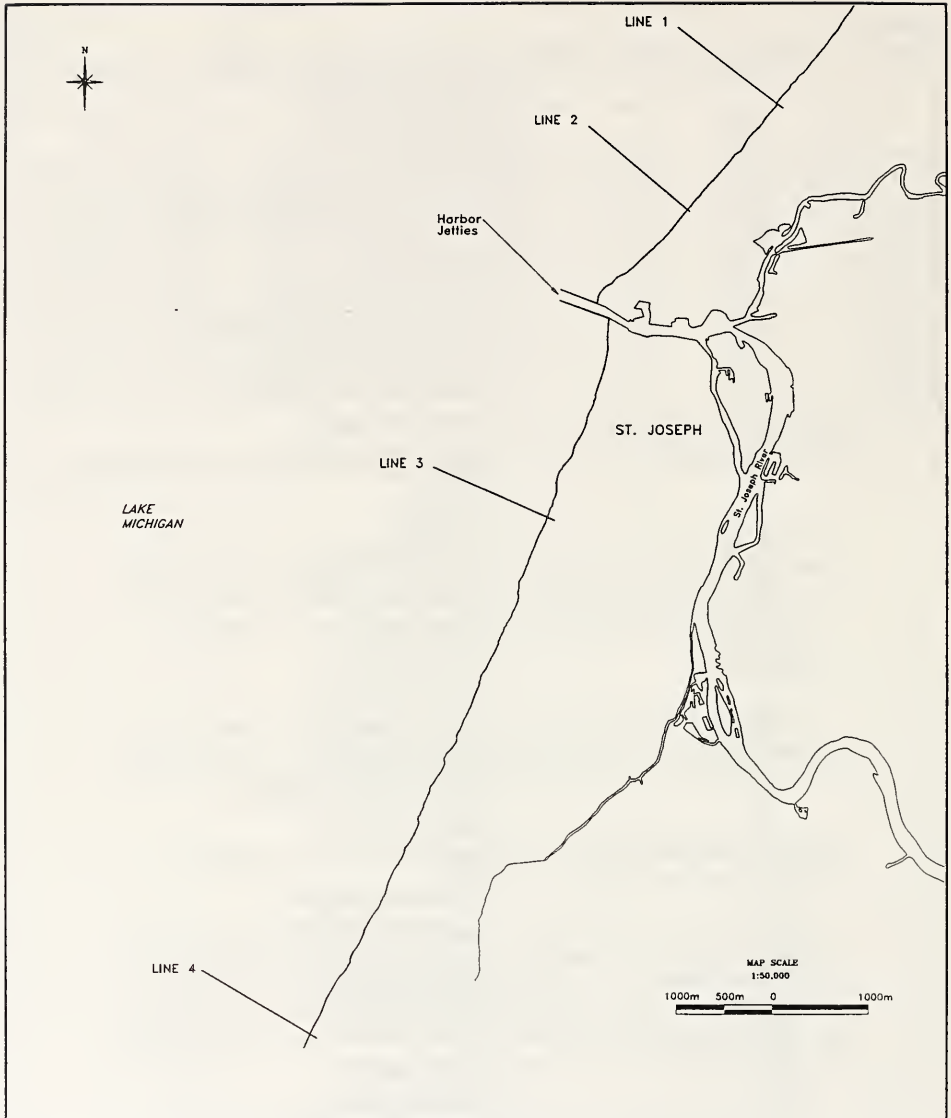 LINE 1
N
LINE 2
Harbor
Jetties
ST. JOSEPH
LINE 3
St. Joseph River
LAKE
MICHIGAN
LINE 4
MAP SCALE
1:50,000
1000m 500m 0 1000m